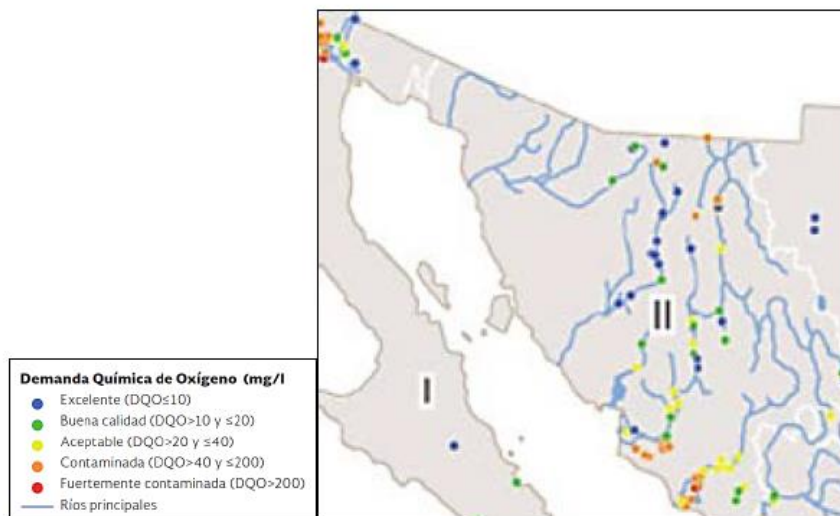 II
I
Demanda Química de Oxígeno (mg/l
Excelente (DQO≤10)
Buena calidad (DQO>10 y ≤20)
Aceptable (DQO>20 y ≤40)
Contaminada (DQO>40 y ≤200)
Fuertemente contaminada (DQO>200)
Ríos principales